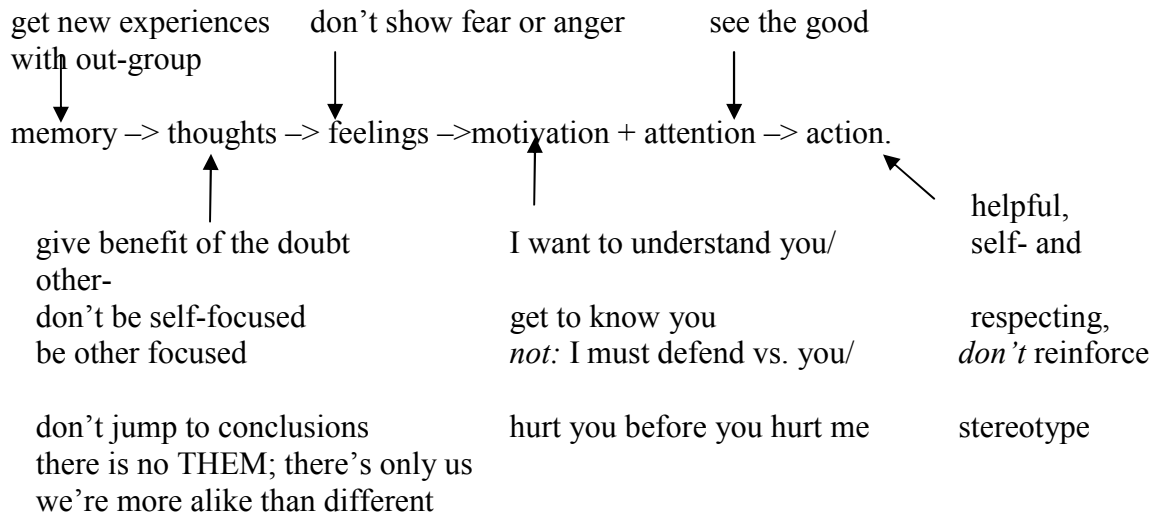 get new experiences don’t show fear or anger see the good
with out-group
memory –> thoughts –> feelings –>motivation + attention –> action.
helpful,
give benefit of the doubt I want to understand you/ self- and
other-
don’t be self-focused get to know you respecting,
be other focused not: I must defend vs. you/ don’t reinforce
don’t jump to conclusions hurt you before you hurt me stereotype
there is no THEM; there’s only us
we’re more alike than different